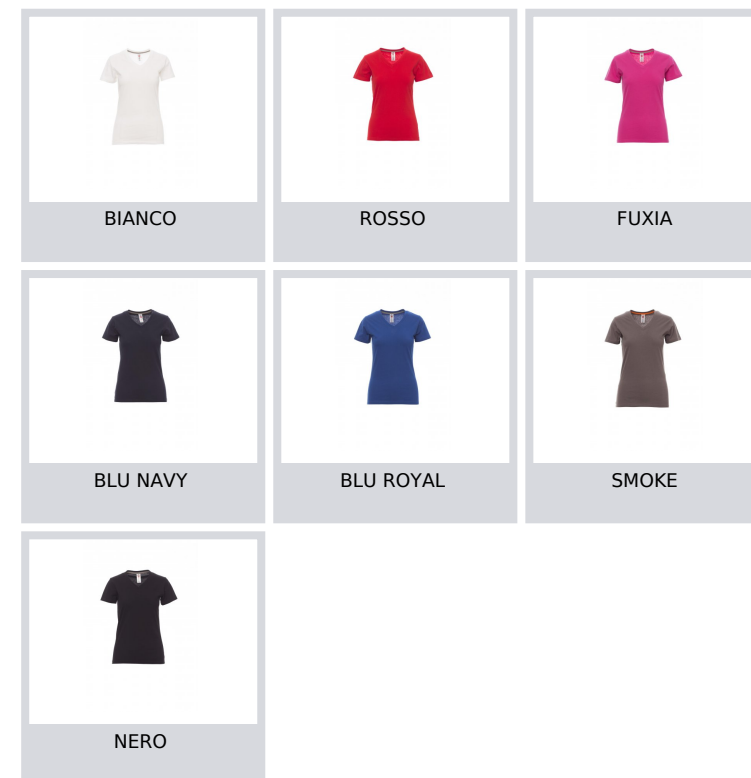 BIANCO
ROSSO
FUXIA
BLU NAVY
BLU ROYAL
SMOKE
NERO